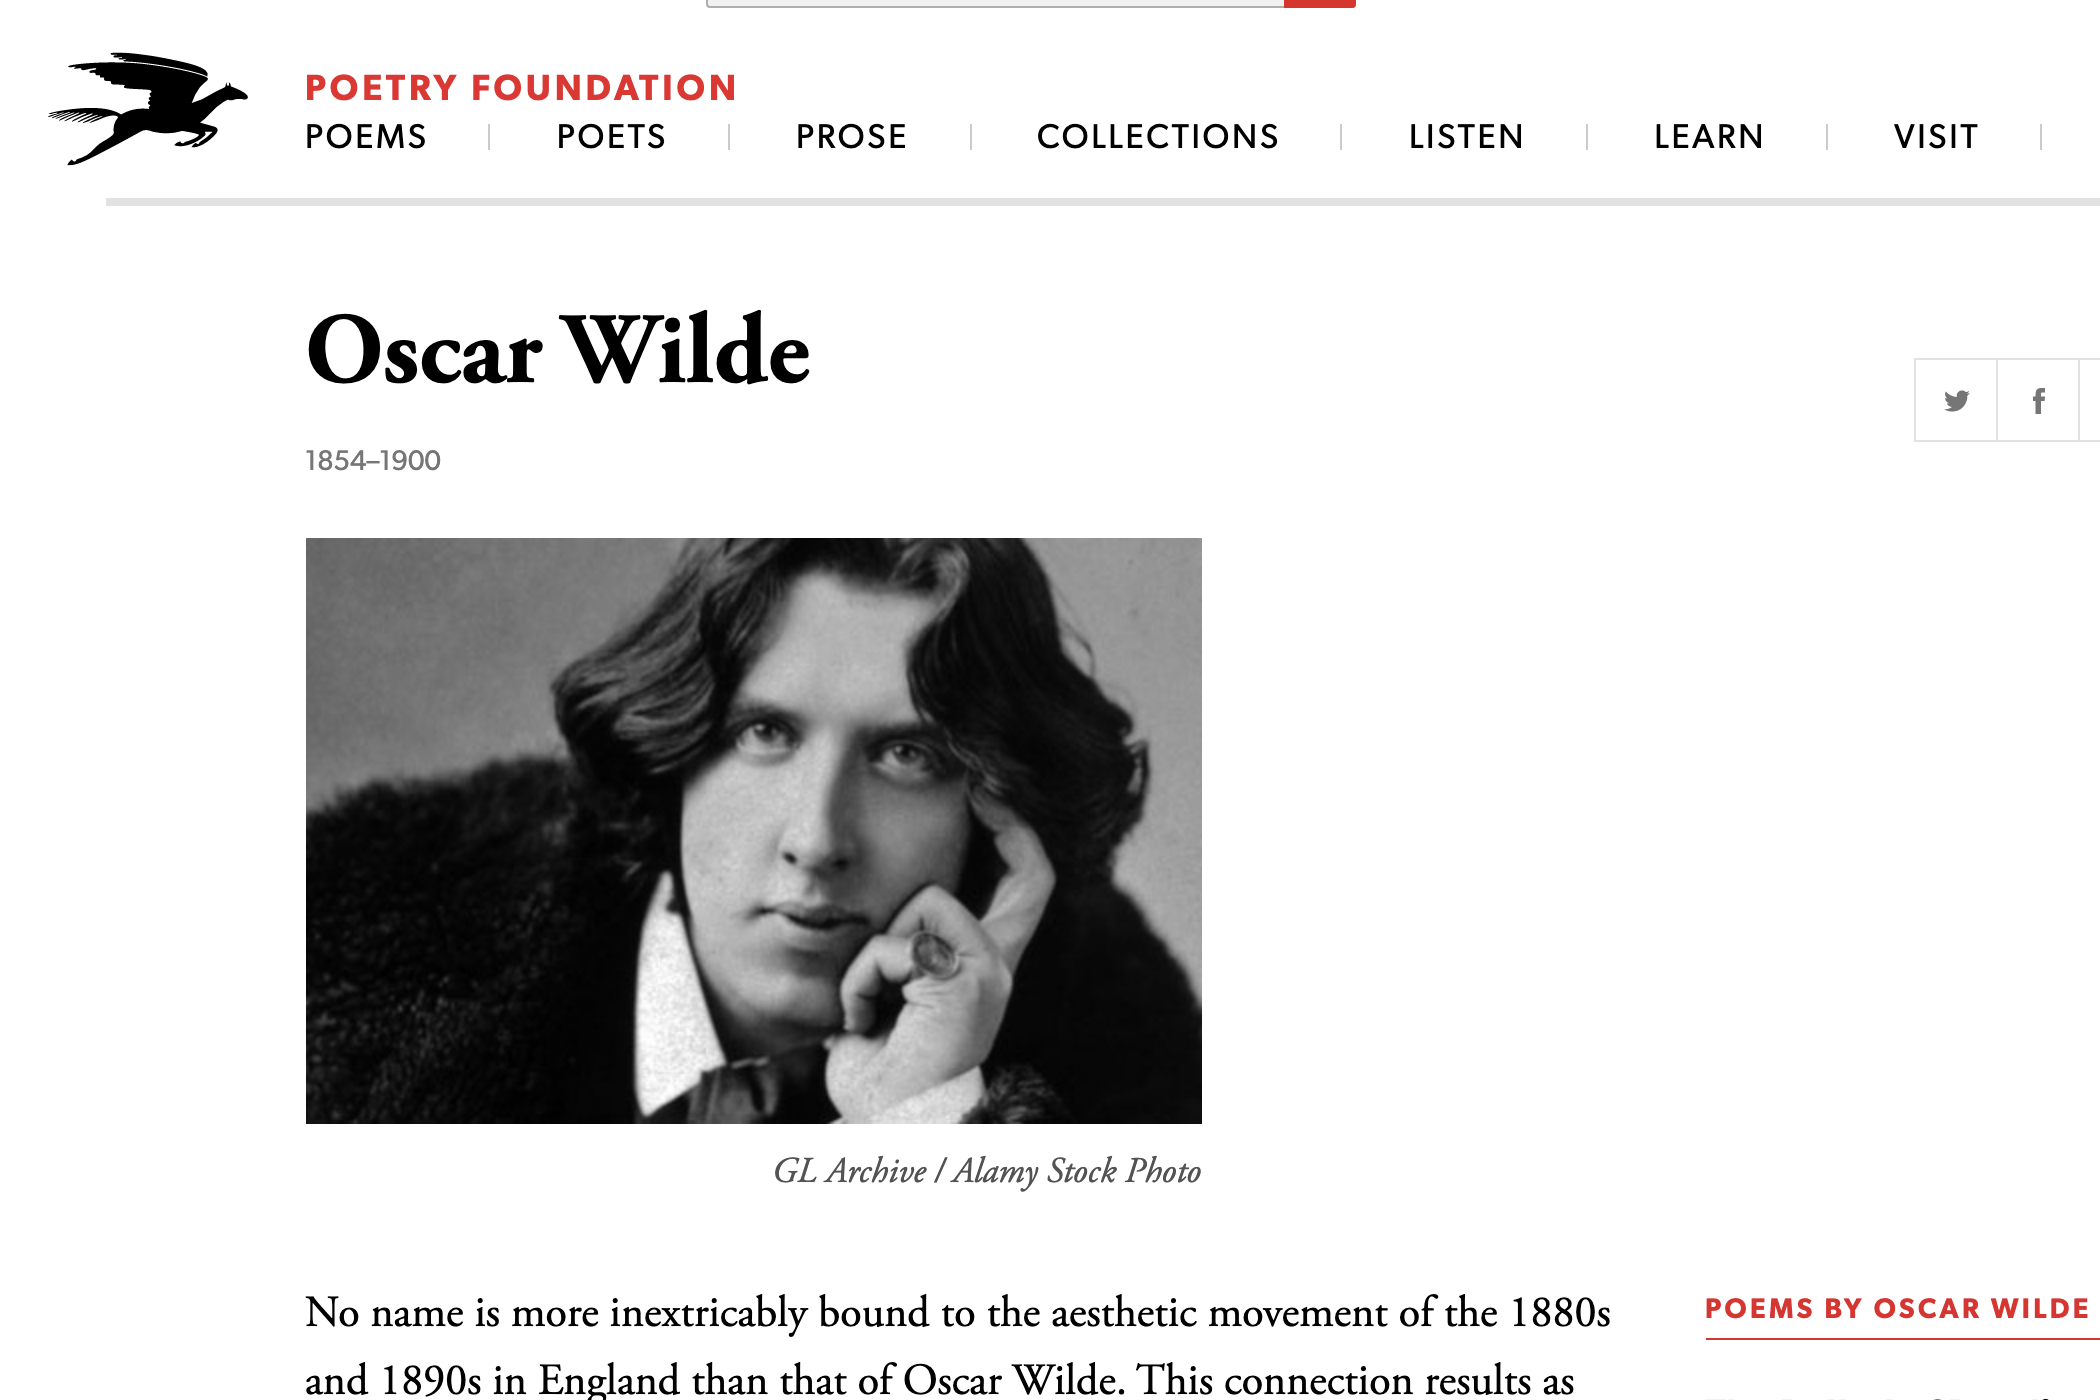 POETRY FOUNDATION
POEMS POETS PROSE COLLECTIONS LISTEN LEARN VISIT
Oscar Wilde
1854–1900
GL Archive / Alamy Stock Photo
No name is more inextricably bound to the aesthetic movement of the 1880s
and 1890s in England than that of Oscar Wilde. This connection results as
POEMS BY OSCAR WILDE